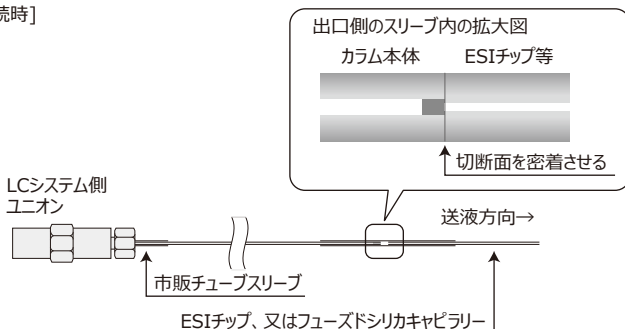 続時]
出口側のスリーブ内の拡大図
カラム本体 ESIチップ等
切断面を密着させる
LCシステム側
ユニオン
送液方向→
市販チューブスリーブ
ESIチップ、又はフューズドシリカキャピラリー